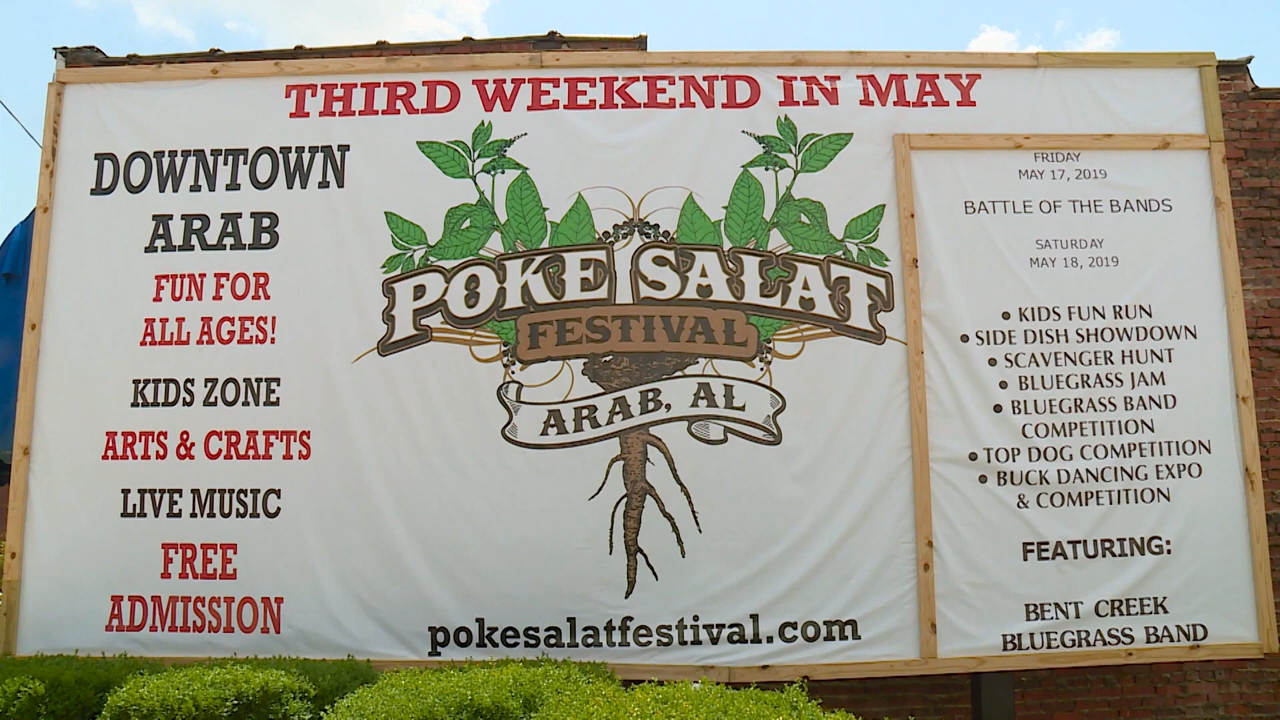 THIRD WEEKEND IN MAY
DOWNTOWN
ARAB
FUN FOR
ALL AGES!
KIDS ZONE
ARTS & CRAFTS
LIVE MUSIC
FREE
ADMISSION
POKE SALAT
FESTIVAL
ARAB, AL
pokesalatfestival.com
FRIDAY
MAY 17, 2019
BATTLE OF THE BANDS
SATURDAY
MAY 18, 2019
• KIDS FUN RUN
• SIDE DISH SHOWDOWN
• SCAVENGER HUNT
• BLUEGRASS JAM
• BLUEGRASS BAND
COMPETITION
• TOP DOG COMPETITION
• BUCK DANCING EXPO
& COMPETITION
FEATURING:
BENT CREEK
BLUEGRASS BAND